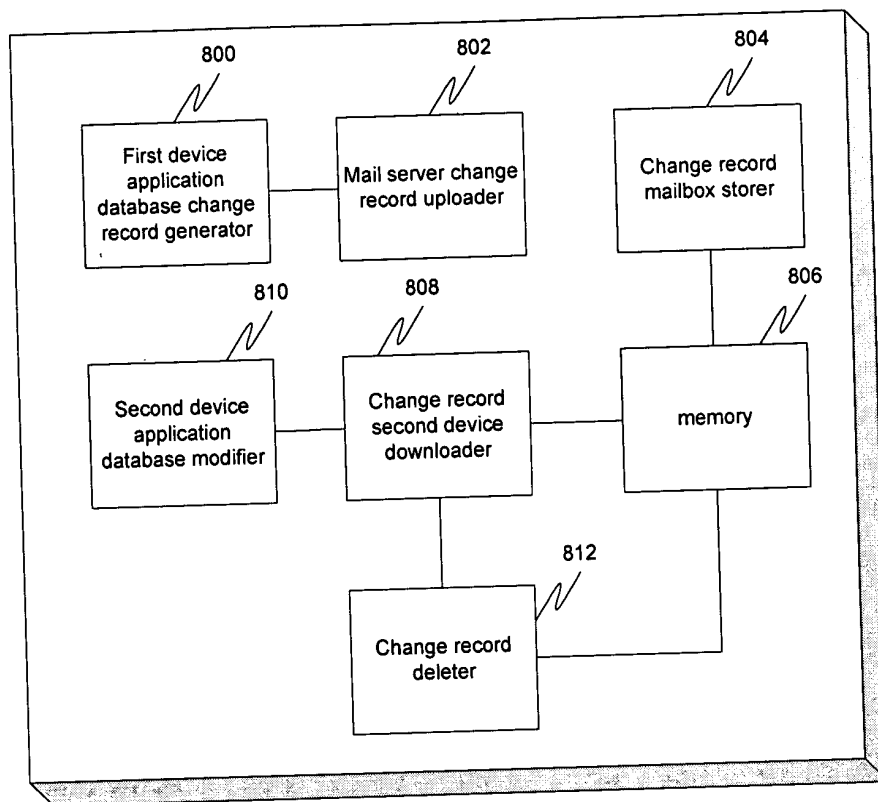 800
802
804
First device
application
database change
record generator
Mail server change
record uploader
Change record
mailbox storer
810
808
806
Second device
application
database modifier
Change record
second device
downloader
memory
812
Change record
deleter